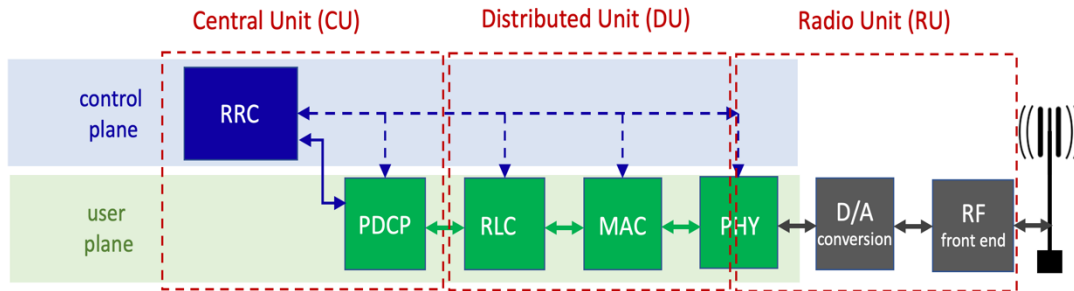 Central Unit (CU)
Distributed Unit (DU)
Radio Unit (RU)
control
plane
RRC
user
plane
PDCP
RLC
MAC
PHY
D/A
conversion
RF
front end